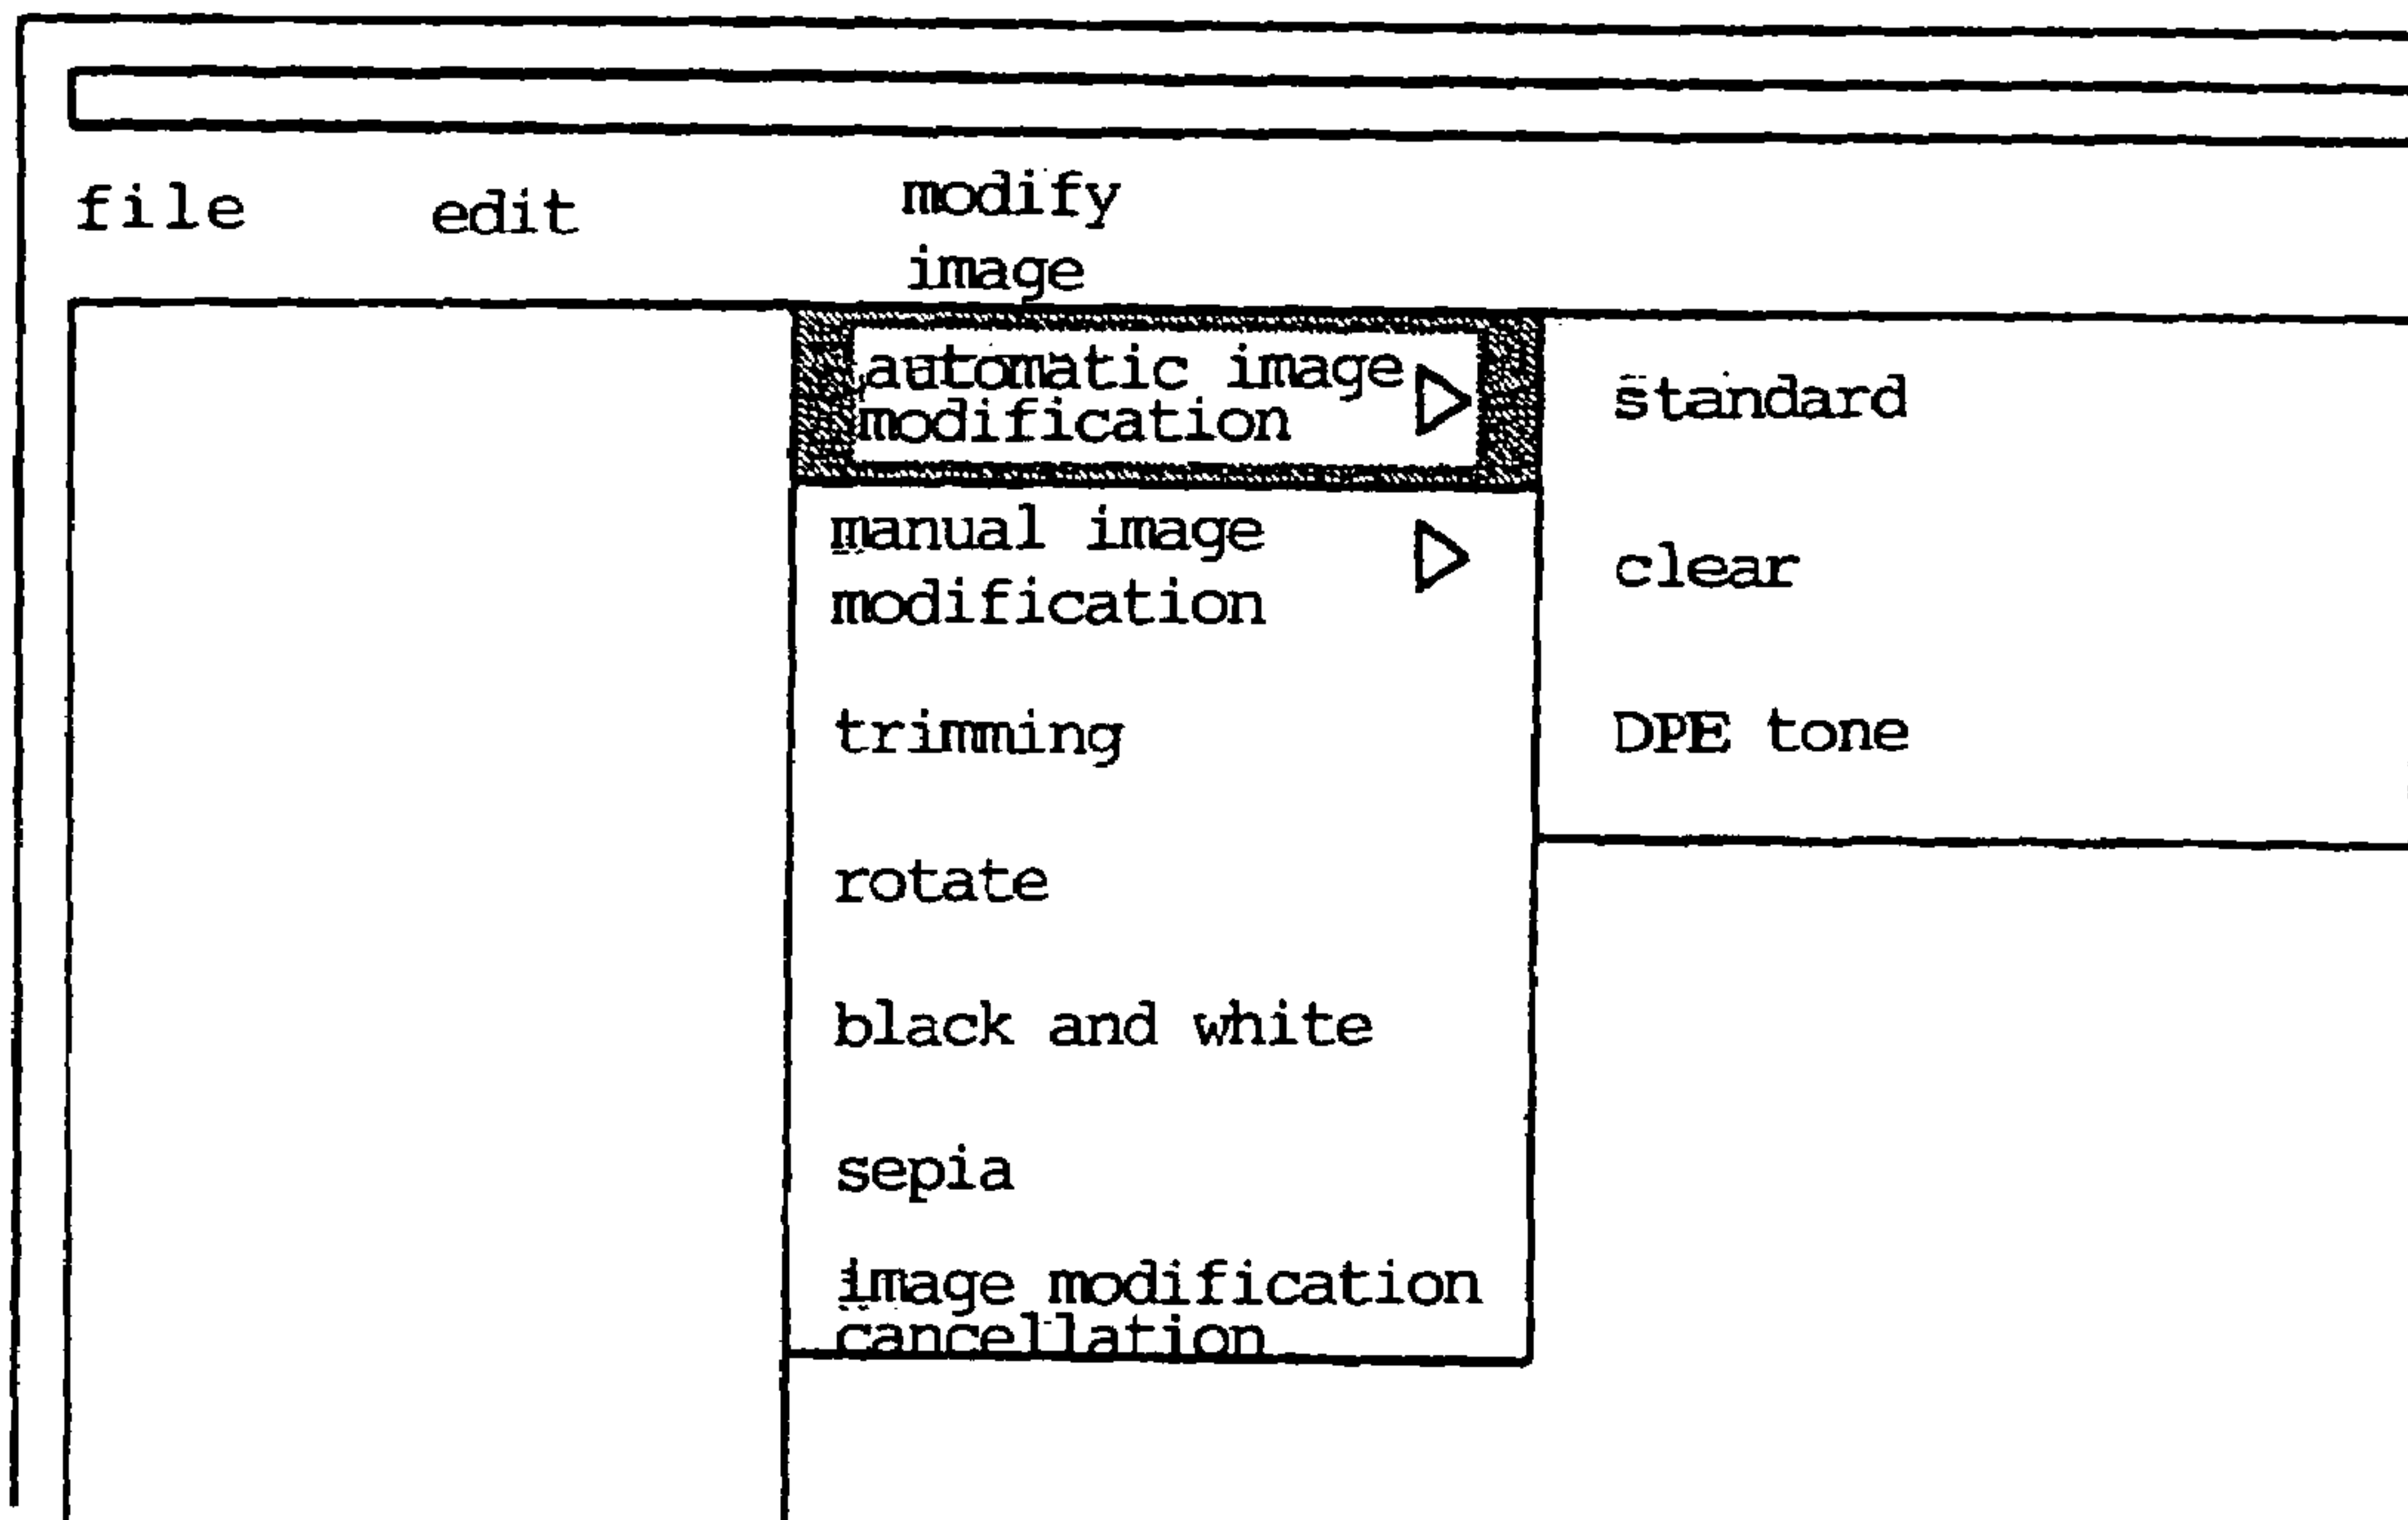 file edit modify
image
automatic image
modification
standard
manual image
modification
clear
trimming
DPE tone
rotate
black and white
sepia
image modification
cancellation